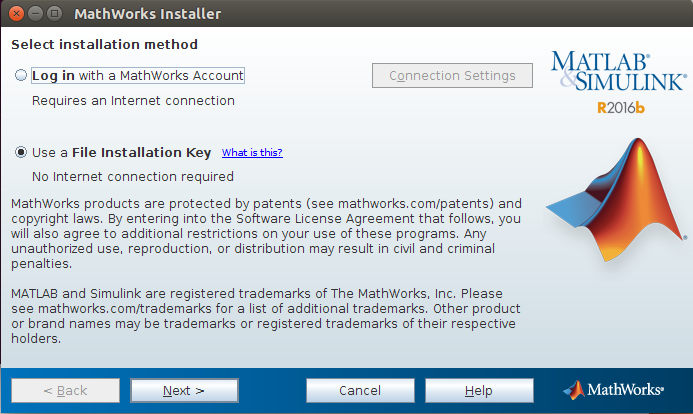 MathWorks Installer
Select installation method
Log in with a MathWorks Account
Connection Settings
Requires an Internet connection
Use a File Installation Key What is this?
No Internet connection required
MathWorks products are protected by patents (see mathworks.com/patents) and
copyright laws. By entering into the Software License Agreement that follows, you
will also agree to additional restrictions on your use of these programs. Any
unauthorized use, reproduction, or distribution may result in civil and criminal
penalties.
MATLAB and Simulink are registered trademarks of The MathWorks, Inc. Please
see mathworks.com/trademarks for a list of additional trademarks. Other product
or brand names may be trademarks or registered trademarks of their respective
holders.
MATLAB®
&SIMULINK®
R2016b
®
< Back
Next >
Cancel
Help
MathWorks®